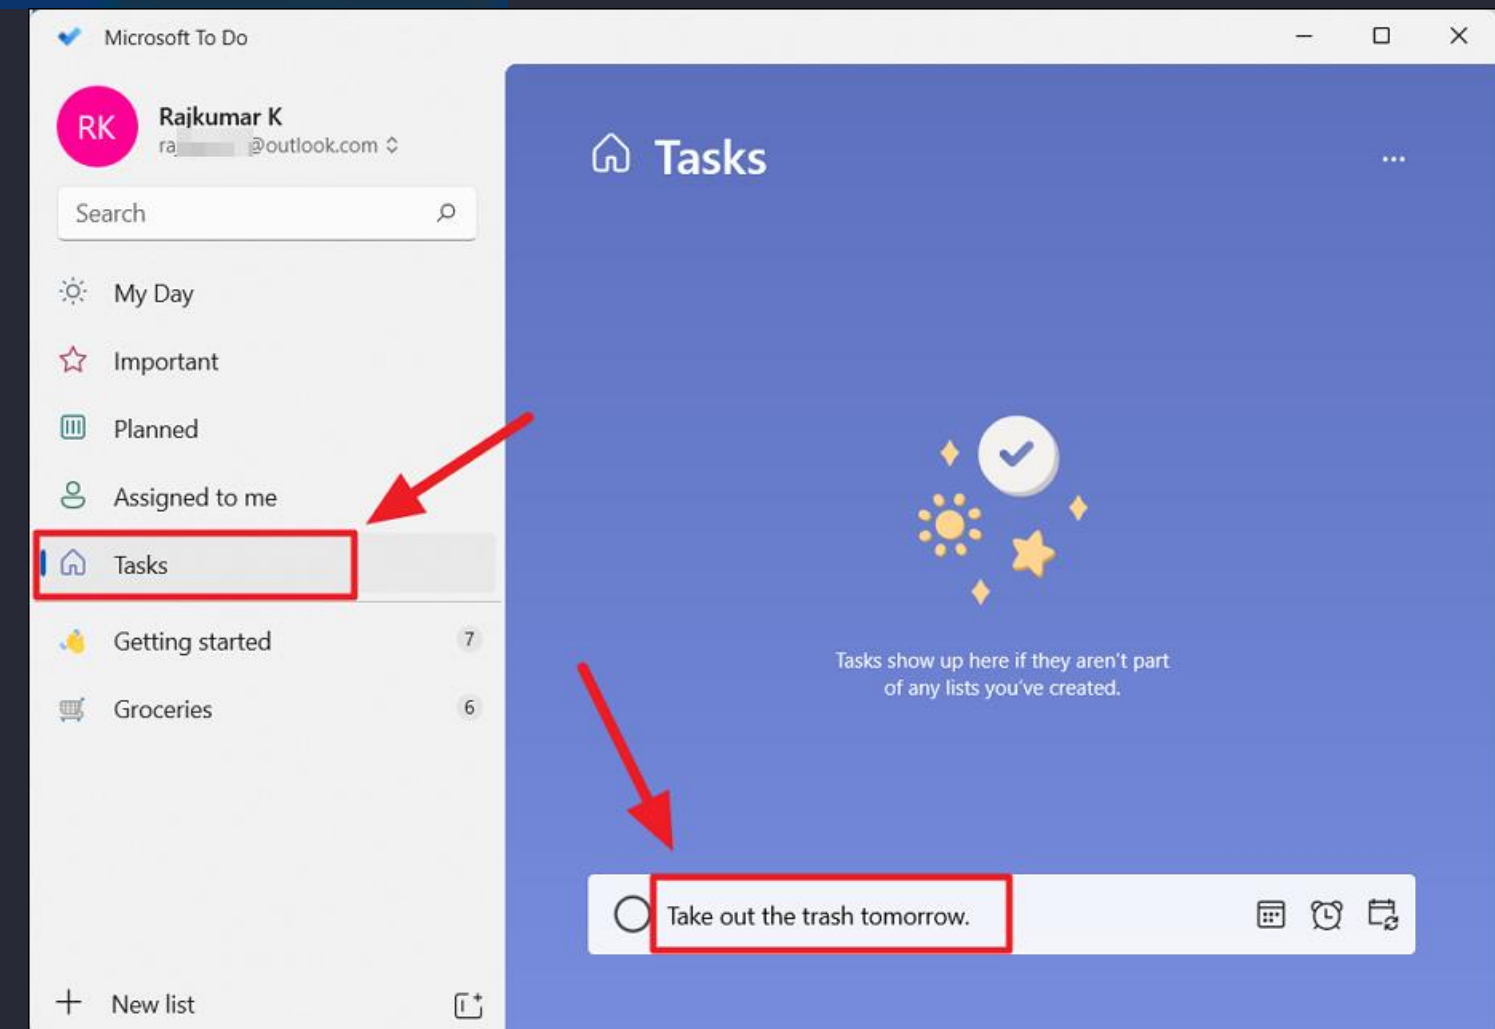 Microsoft To Do
RK
Rajkumar K
ra @outlook.com
Search
My Day
Important
Planned
Assigned to me
Tasks
Getting started 7
Groceries 6
New list
Tasks
Tasks show up here if they aren't part
of any lists you've created.
Take out the trash tomorrow.